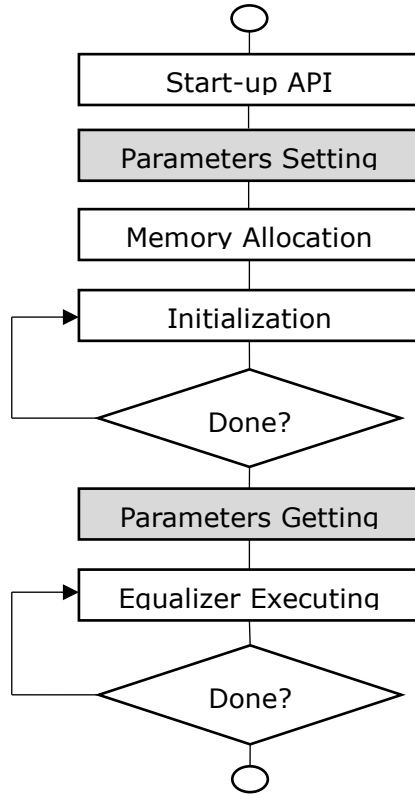 Start-up API
Parameters Setting
Memory Allocation
Initialization
Done?
Parameters Getting
Equalizer Executing
Done?